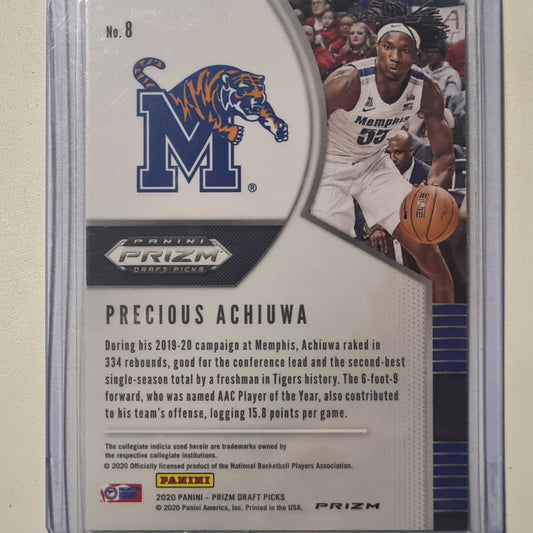 No. 8
M
®
Memphis
55
PANINI
PRIZM
DRAFT PICKS
PRECIOUS ACHIUWA
During his 2019-20 campaign at Memphis, Achiuwa raked in
334 rebounds, good for the conference lead and the second-best
single-season total by a freshman in Tigers history. The 6-foot-9
forward, who was named AAC Player of the Year, also contributed
to his team's offense, logging 15.8 points per game.
The collegiate indicia used herein are trademarks owned by
the respective collegiate institutions.
© 2020 Officially licensed product of the National Basketball Players Association.
PANINI
2020 PANINI – PRIZM DRAFT PICKS
© 2020 Panini America, Inc. Printed in the USA.
PRIZM